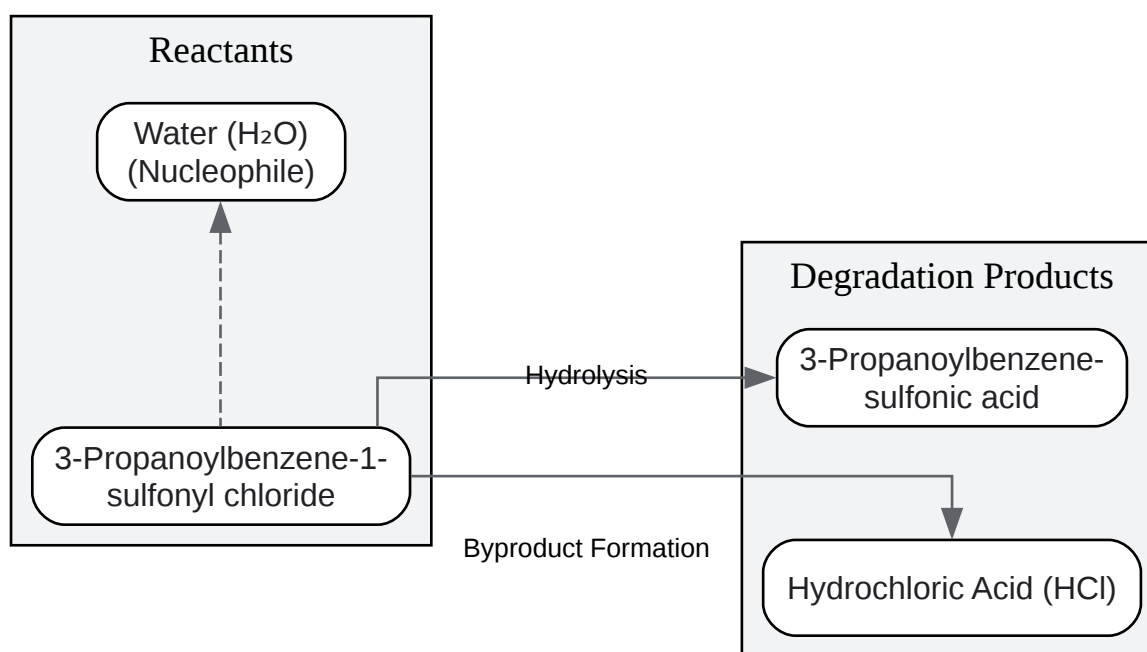 Reactants
Water (H₂O)
(Nucleophile)
3-Propanoylbenzene-1-
sulfonyl chloride
Hydrolysis
Byproduct Formation
Degradation Products
3-Propanoylbenzene-
sulfonic acid
Hydrochloric Acid (HCl)